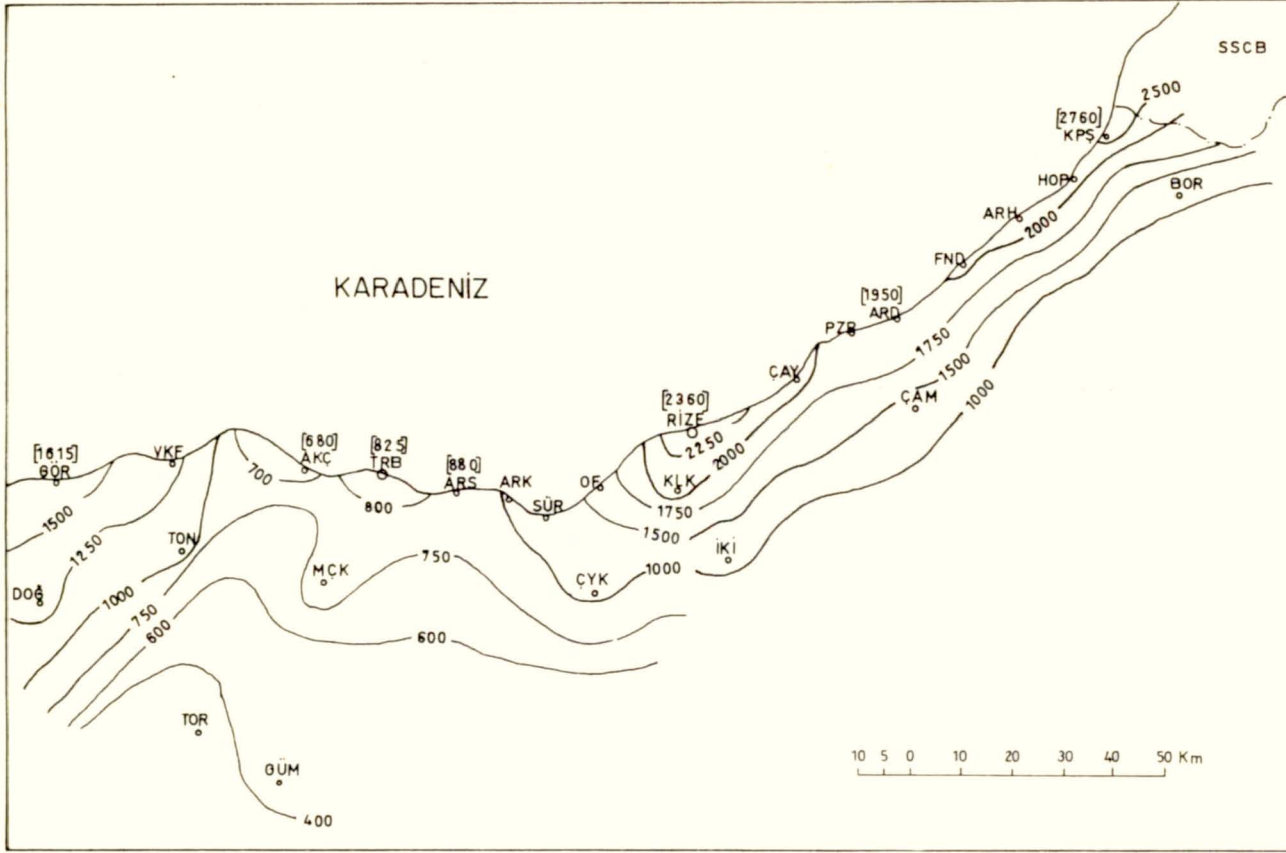 SSCB
2500
[2760]
KPŞ
HOP
BOR
ARH
2000
FND
KARADENİZ
[1950]
ARD
PZR
1750
1500
1000
ÇAY
ÇAM
[2360]
RİZE
2250
2000
KLK
1750
1500
[1615]
GÖR
VKF
[680]
AKÇ
[825]
TRB
[880]
ARS
ARK
SÜR
OF
700
800
1500
1250
TON
MÇK
750
ÇYK
1000
İKİ
DOĞ
1000
750
600
600
TOR
GÜM
400
10 5 0 10 20 30 40 50 Km